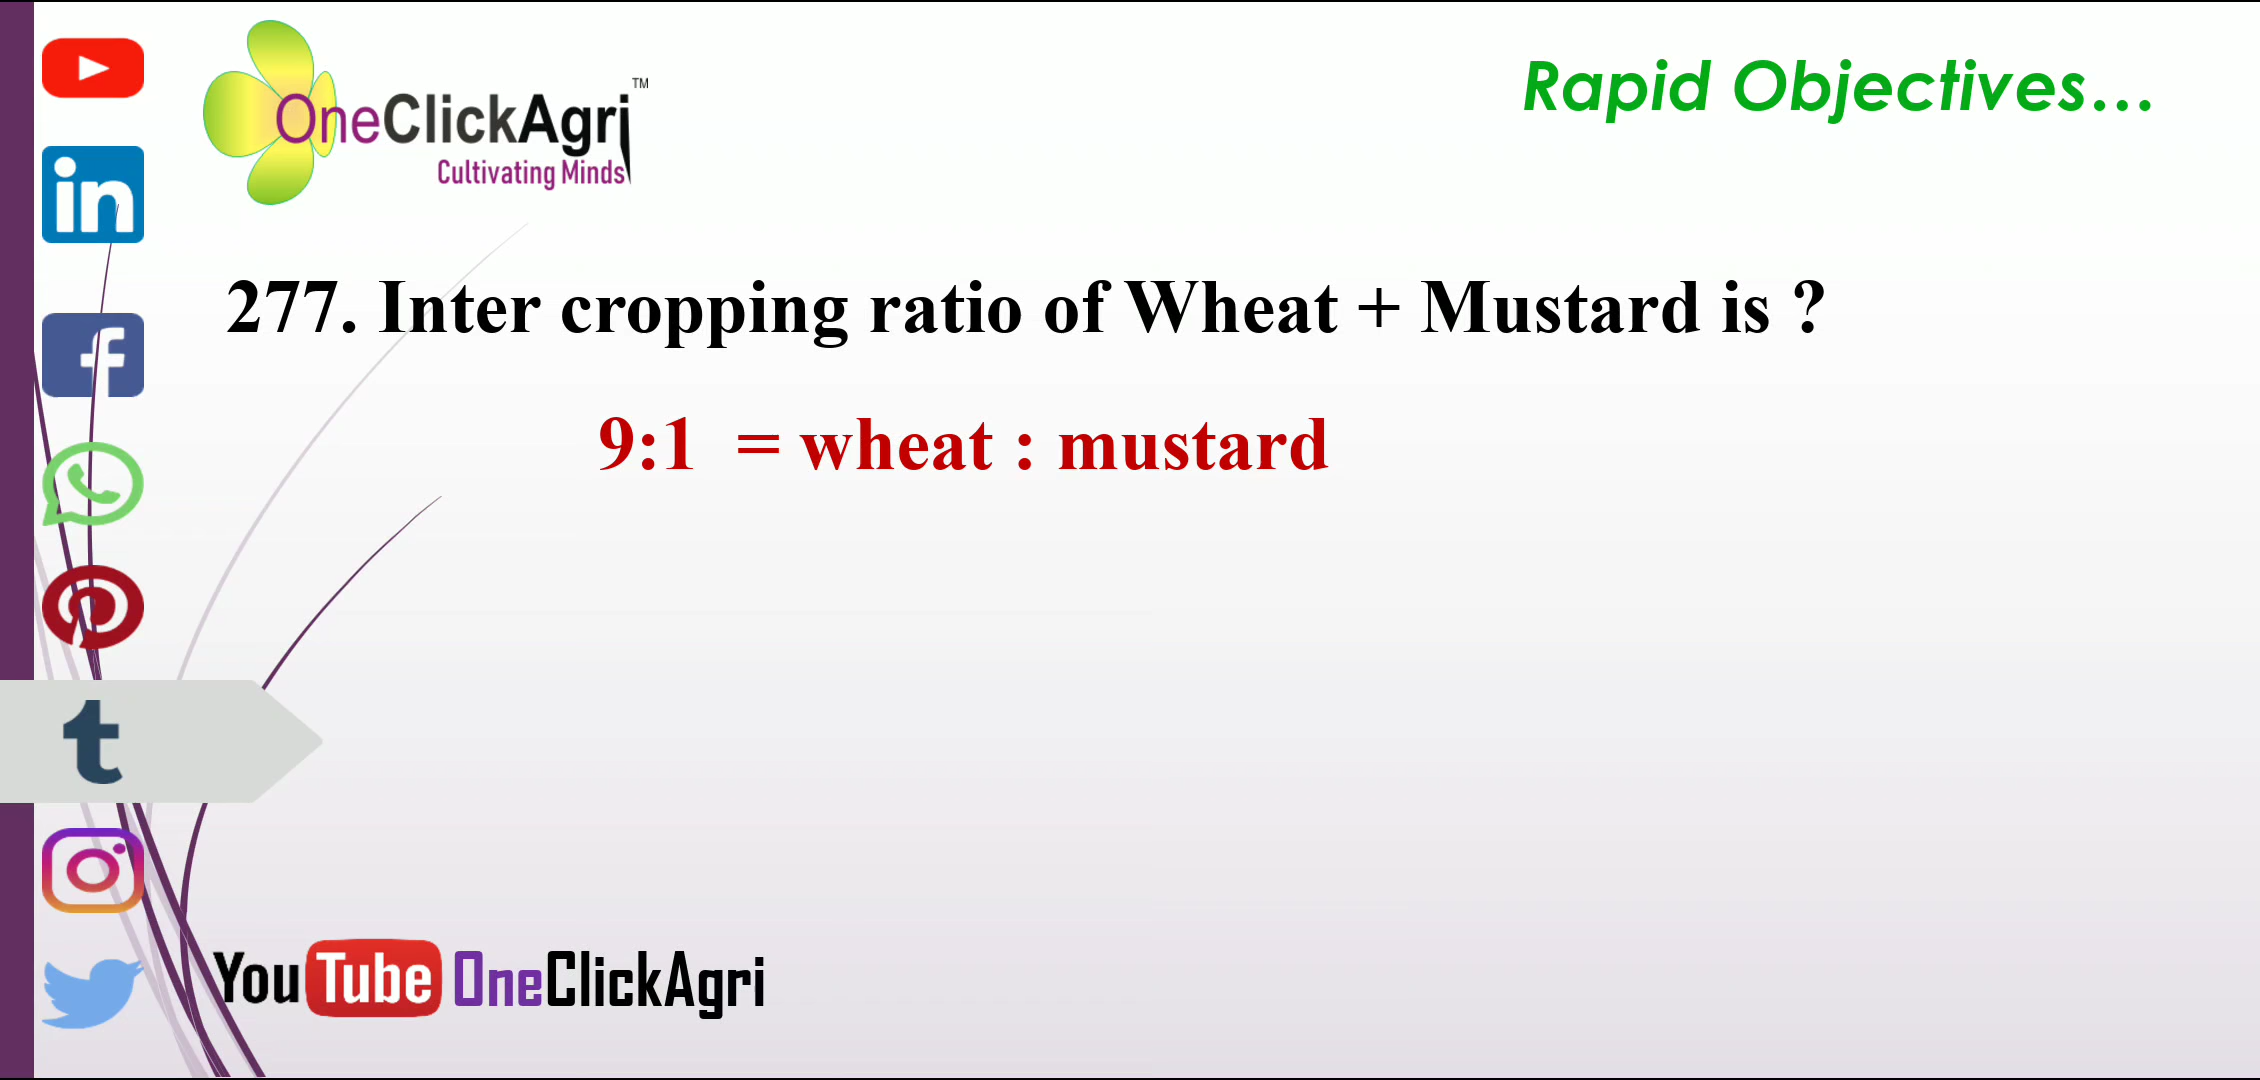 OneClickAgri™
Cultivating Minds
Rapid Objectives...
277. Inter cropping ratio of Wheat + Mustard is ?
9:1 = wheat : mustard
in
f
t
YouTube OneClickAgri